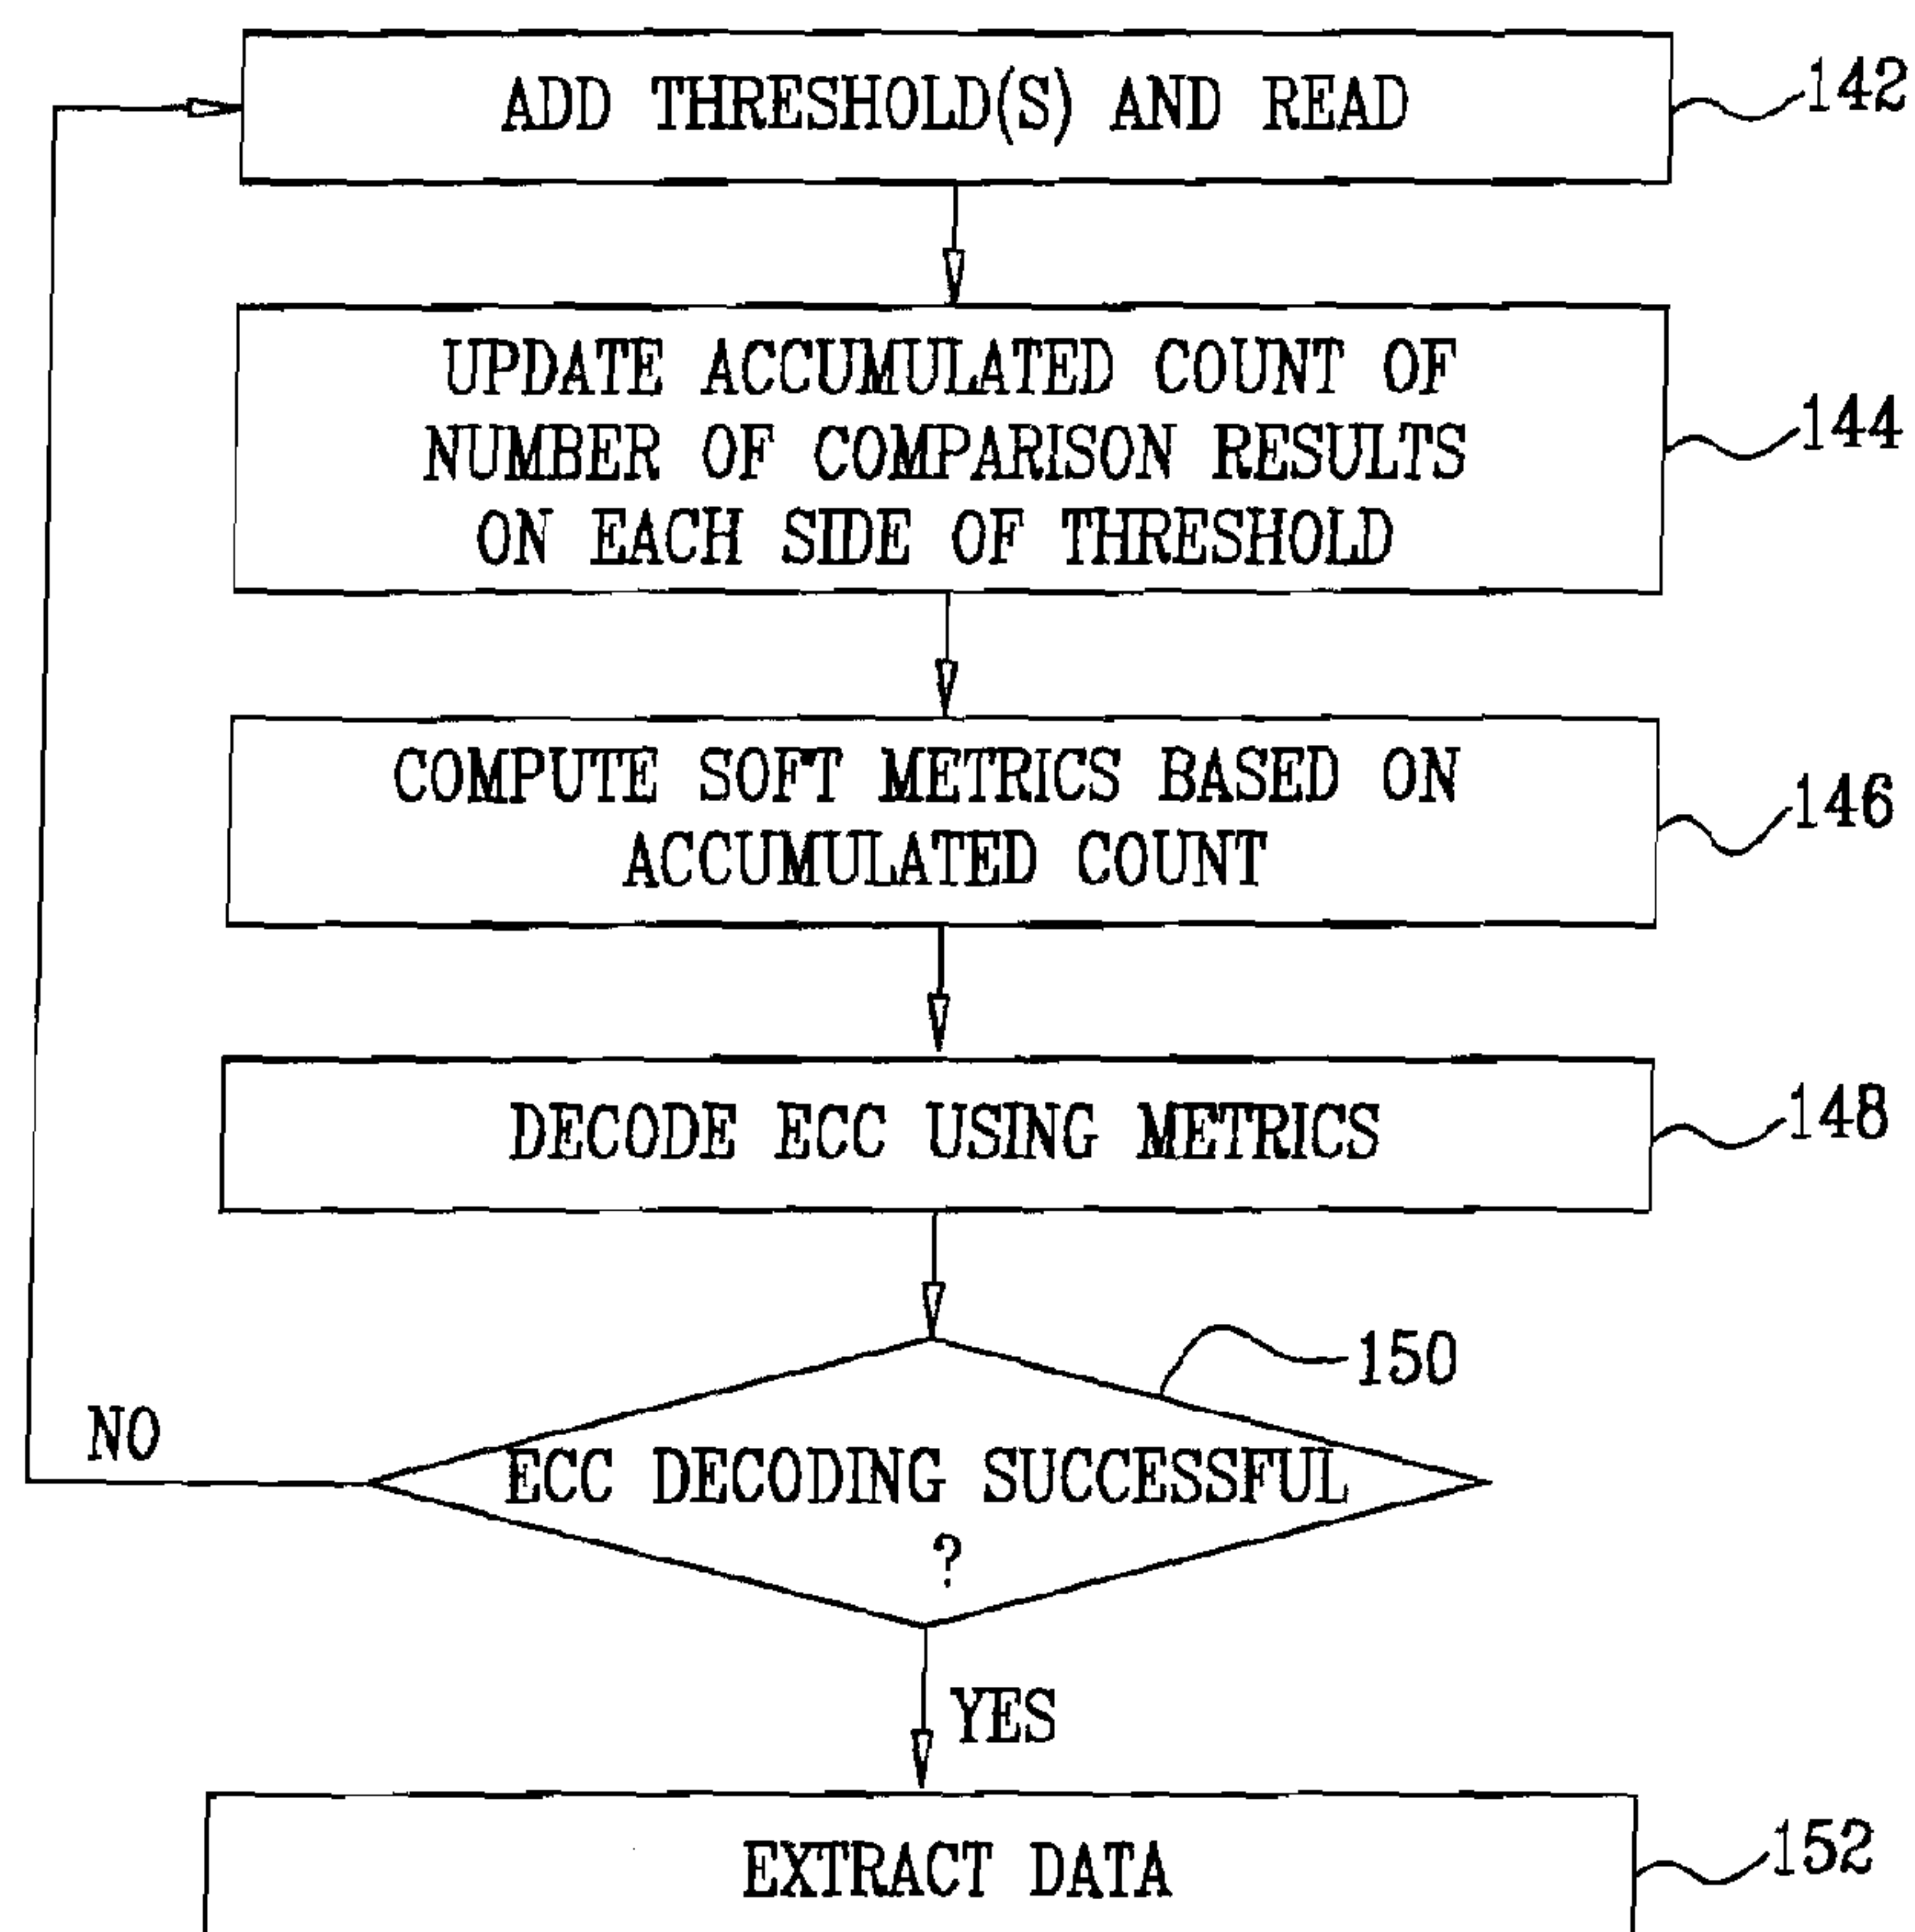 ADD THRESHOLD(S) AND READ
142
UPDATE ACCUMULATED COUNT OF
NUMBER OF COMPARISON RESULTS
ON EACH SIDE OF THRESHOLD
144
COMPUTE SOFT METRICS BASED ON
ACCUMULATED COUNT
146
DECODE ECC USING METRICS
148
150
NO
ECC DECODING SUCCESSFUL
?
YES
EXTRACT DATA
152